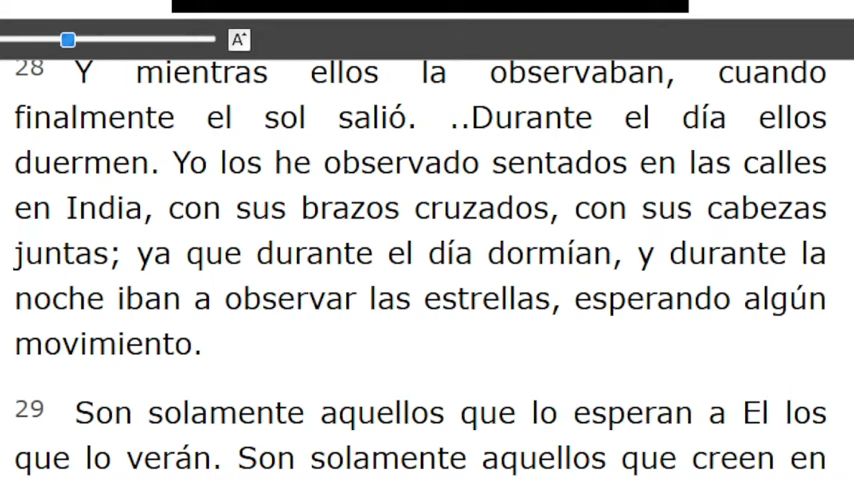 A
28 Y mientras ellos la observaban, cuando
finalmente el sol salió. ..Durante el día ellos
duermen. Yo los he observado sentados en las calles
en India, con sus brazos cruzados, con sus cabezas
juntas; ya que durante el día dormían, y durante la
noche iban a observar las estrellas, esperando algún
movimiento.
29 Son solamente aquellos que lo esperan a El los
que lo verán. Son solamente aquellos que creen en